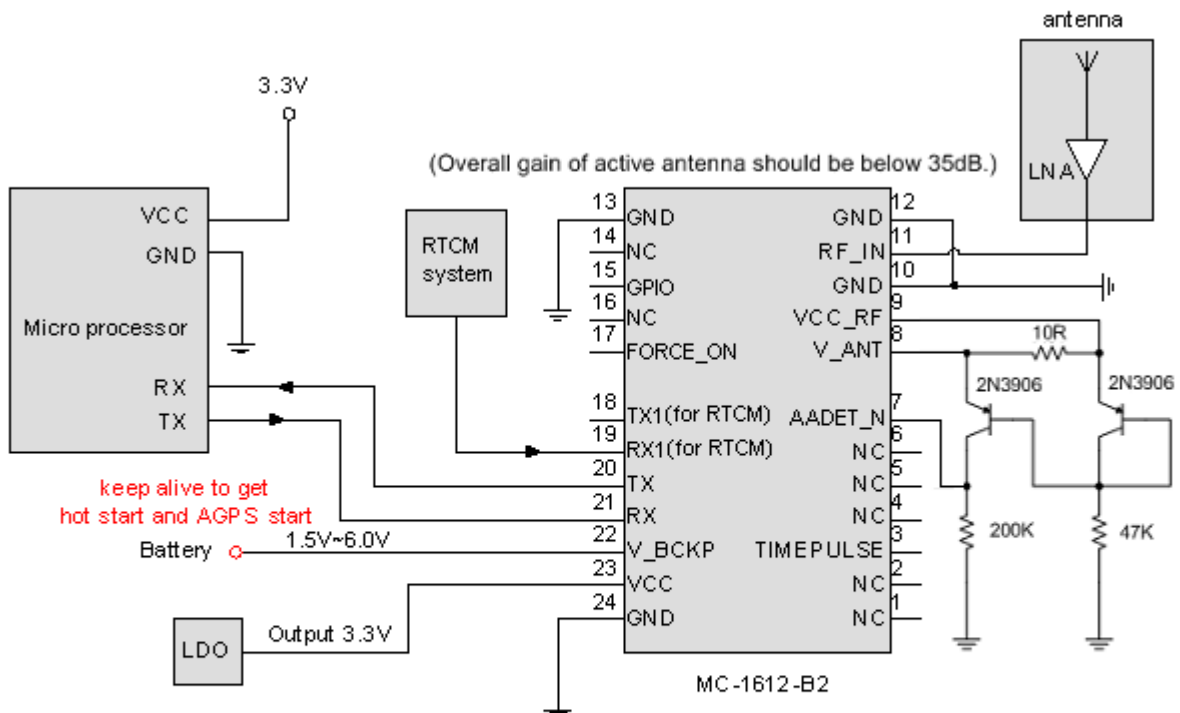 antenna
3.3V
(Overall gain of active antenna should be below 35dB.)
LNA
VCC
GND
Micro processor
RX
TX
RTCM
system
13
GND
14
NC
15
GPIO
16
NC
17
FORCE_ON
18
TX1(for RTCM)
19
RX1(for RTCM)
20
TX
21
RX
22
V_BCKP
23
VCC
24
GND
12
GND
11
RF_IN
10
GND
9
VCC_RF
8
V_ANT
7
AADET_N
6
NC
5
NC
4
NC
3
TIMEPULSE
2
NC
1
NC
10R
2N3906
2N3906
200K
47K
keep alive to get
hot start and AGPS start
Battery
1.5V~6.0V
LDO
Output 3.3V
MC-1612-B2